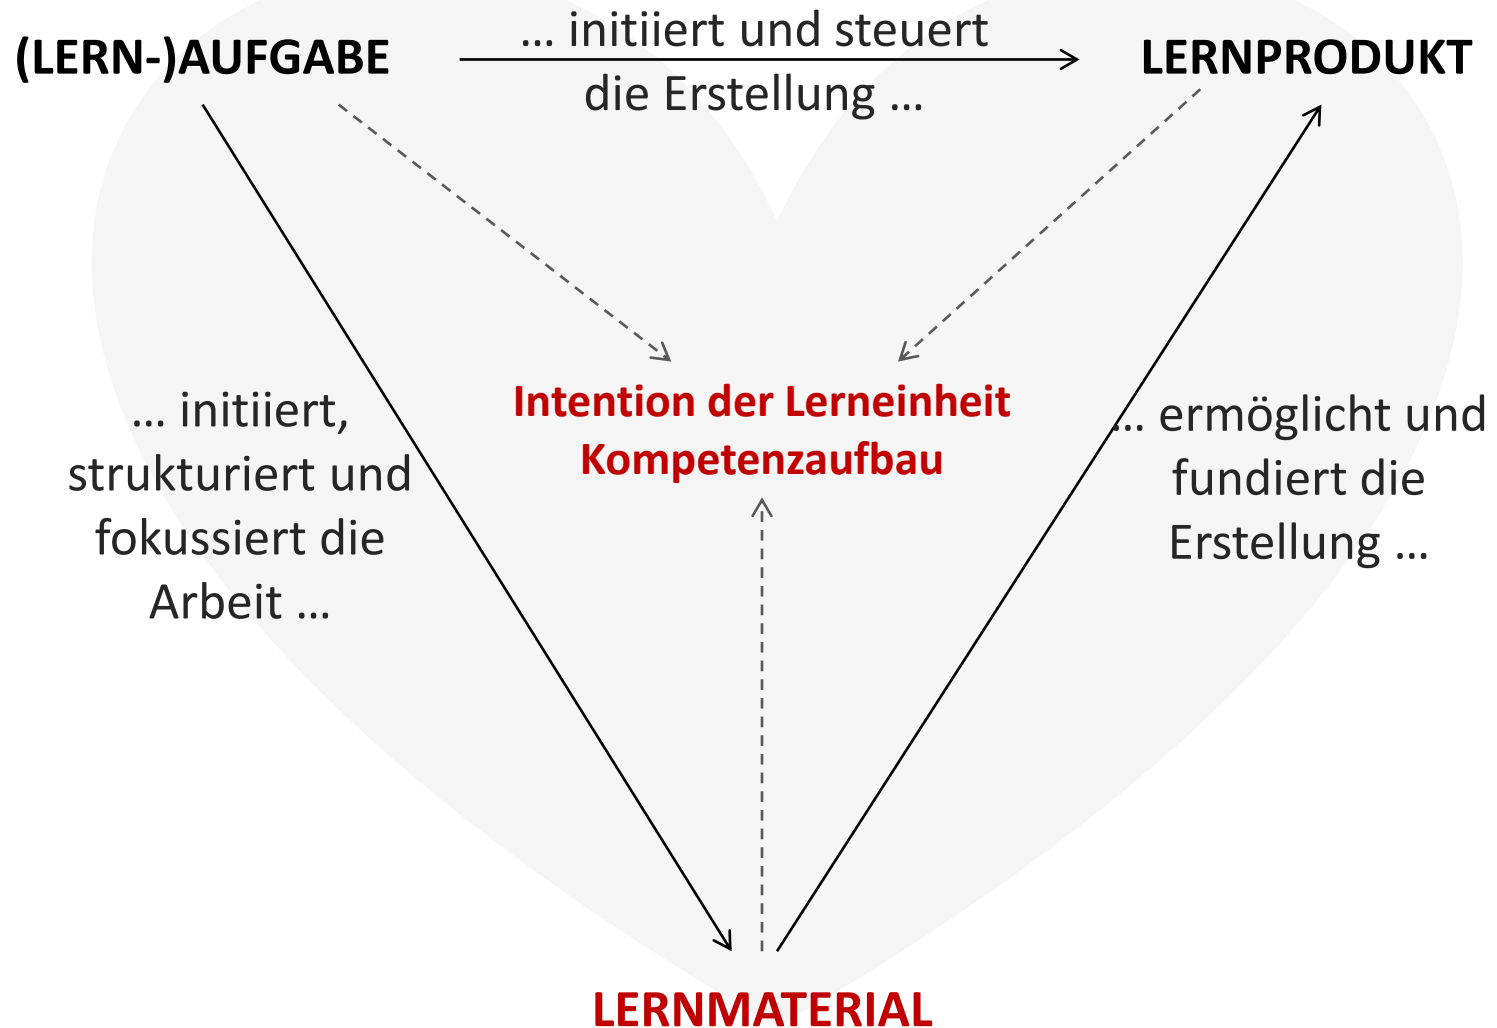 (LERN-)AUFGABE
… initiiert und steuert
die Erstellung …
LERNPRODUKT
… initiiert,
strukturiert und
fokussiert die
Arbeit …
Intention der Lerneinheit
Kompetenzaufbau
… ermöglicht und
fundiert die
Erstellung …
LERNMATERIAL